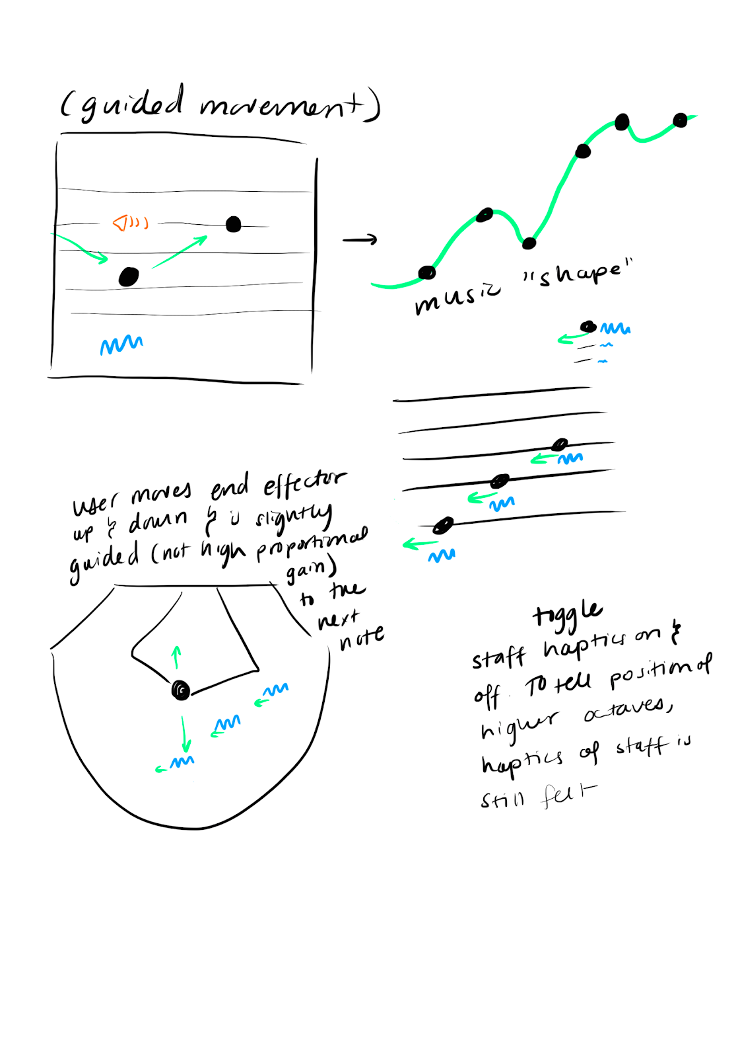 (guided movement)
music "shape"
user moves end effector
up & down & is slightly
guided (not high proportional
gain)
to the
next
note
toggle
staff haptics on &
off. To tell position of
higher octaves,
haptics of staff is
still felt